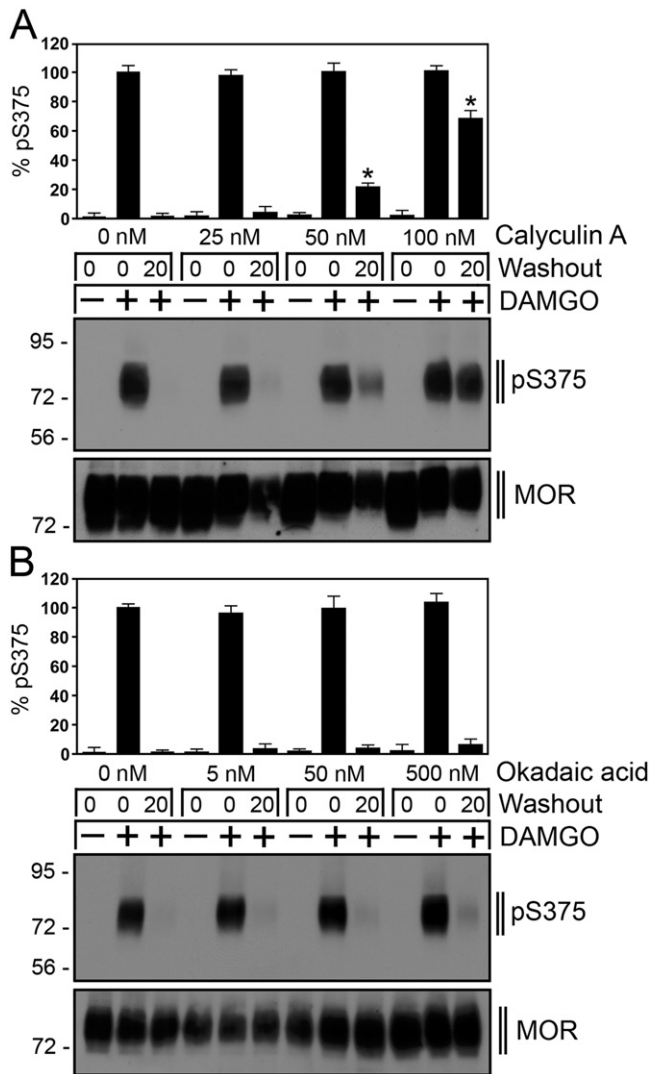 A
120
100
80
60
40
20
0
% pS375
* *
0 nM 25 nM 50 nM 100 nM Calyculin A
0 0 20 0 0 20 0 0 20 0 0 20 Washout
− + + − + + − + + − + + DAMGO
95 -
72 -
56 -
pS375
72 -
MOR
B
120
100
80
60
40
20
0
% pS375
0 nM 5 nM 50 nM 500 nM Okadaic acid
0 0 20 0 0 20 0 0 20 0 0 20 Washout
− + + − + + − + + − + + DAMGO
95 -
72 -
56 -
pS375
72 -
MOR